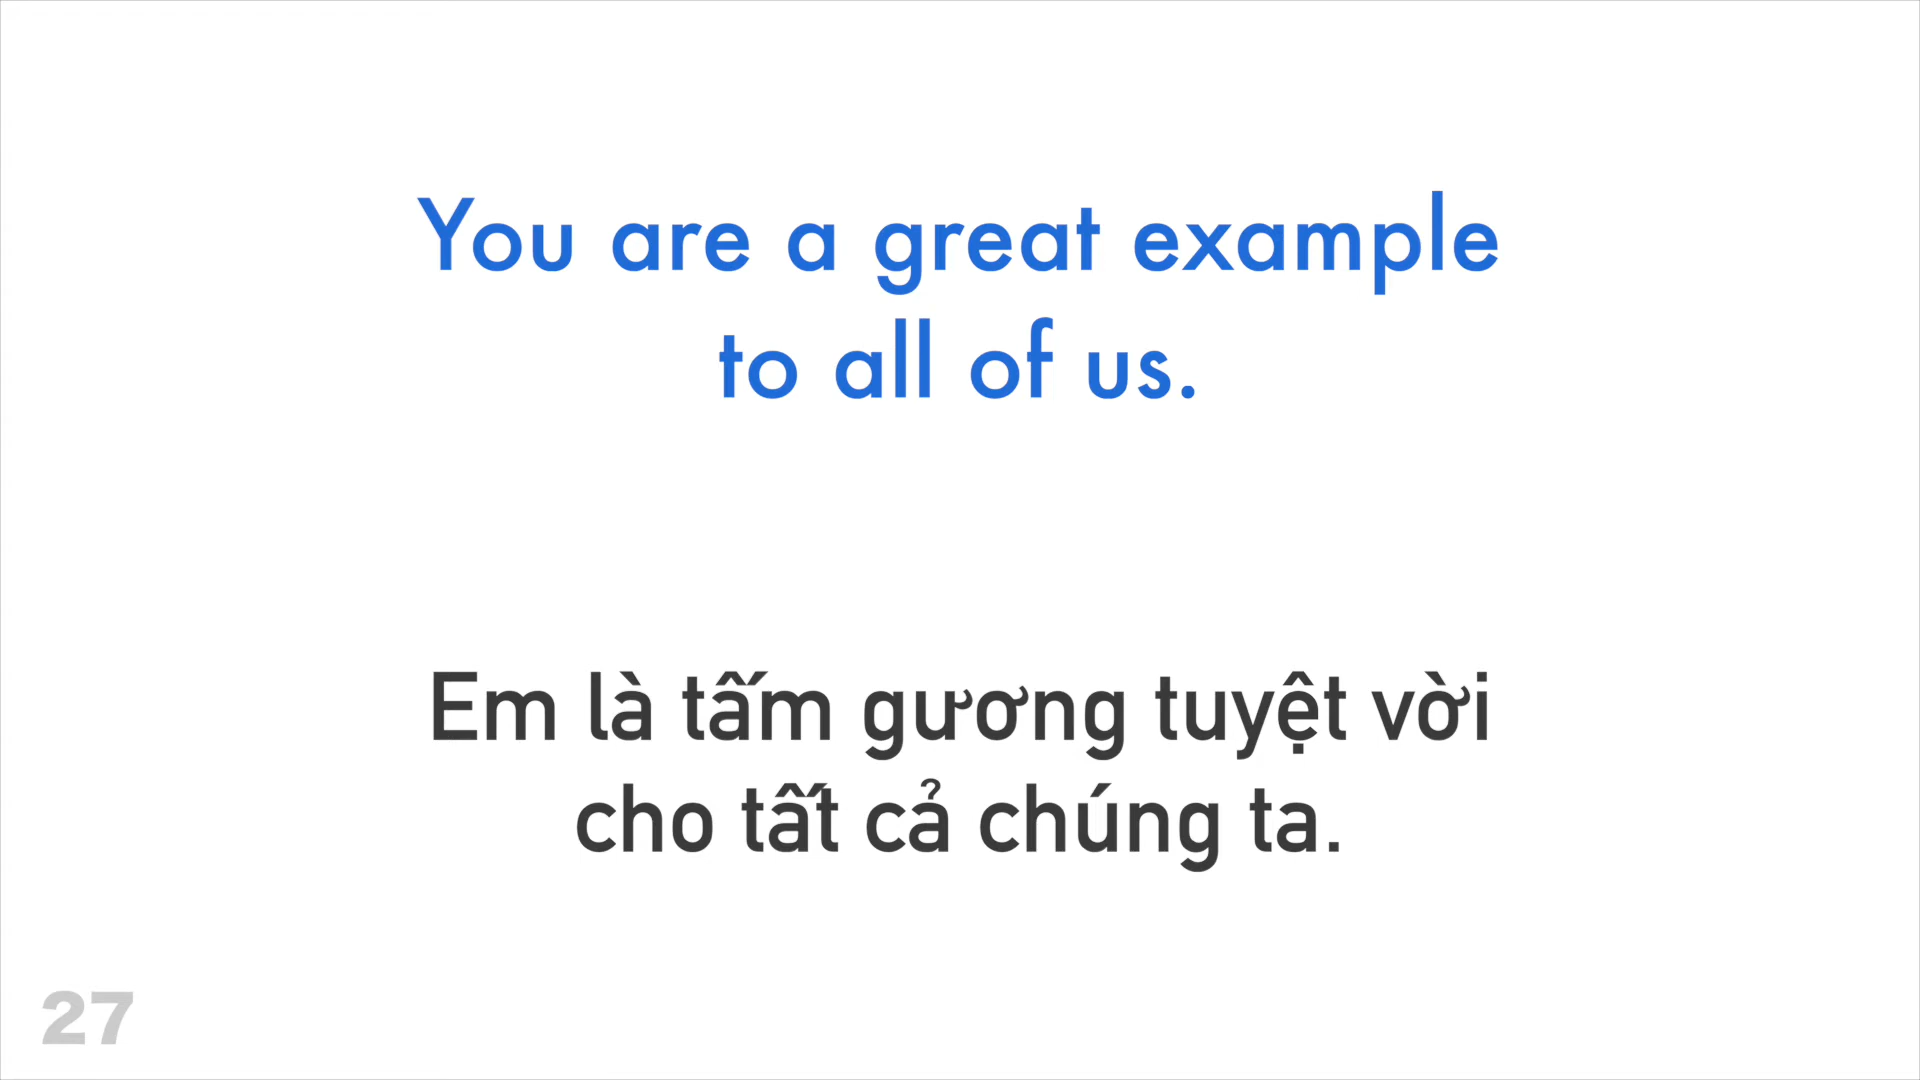 You are a great example
to all of us.
Em là tấm gương tuyệt vời
cho tất cả chúng ta.
27